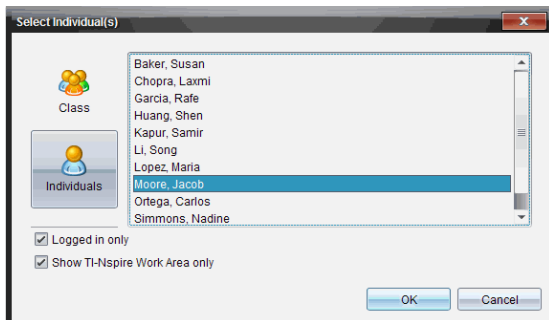 Select Individual(s)
Class
Individuals
Baker, Susan
Chopra, Laxmi
Garcia, Rafe
Huang, Shen
Kapur, Samir
Li, Song
Lopez, Maria
Moore, Jacob
Ortega, Carlos
Simmons, Nadine
Logged in only
Show TI-Nspire Work Area only
OK
Cancel